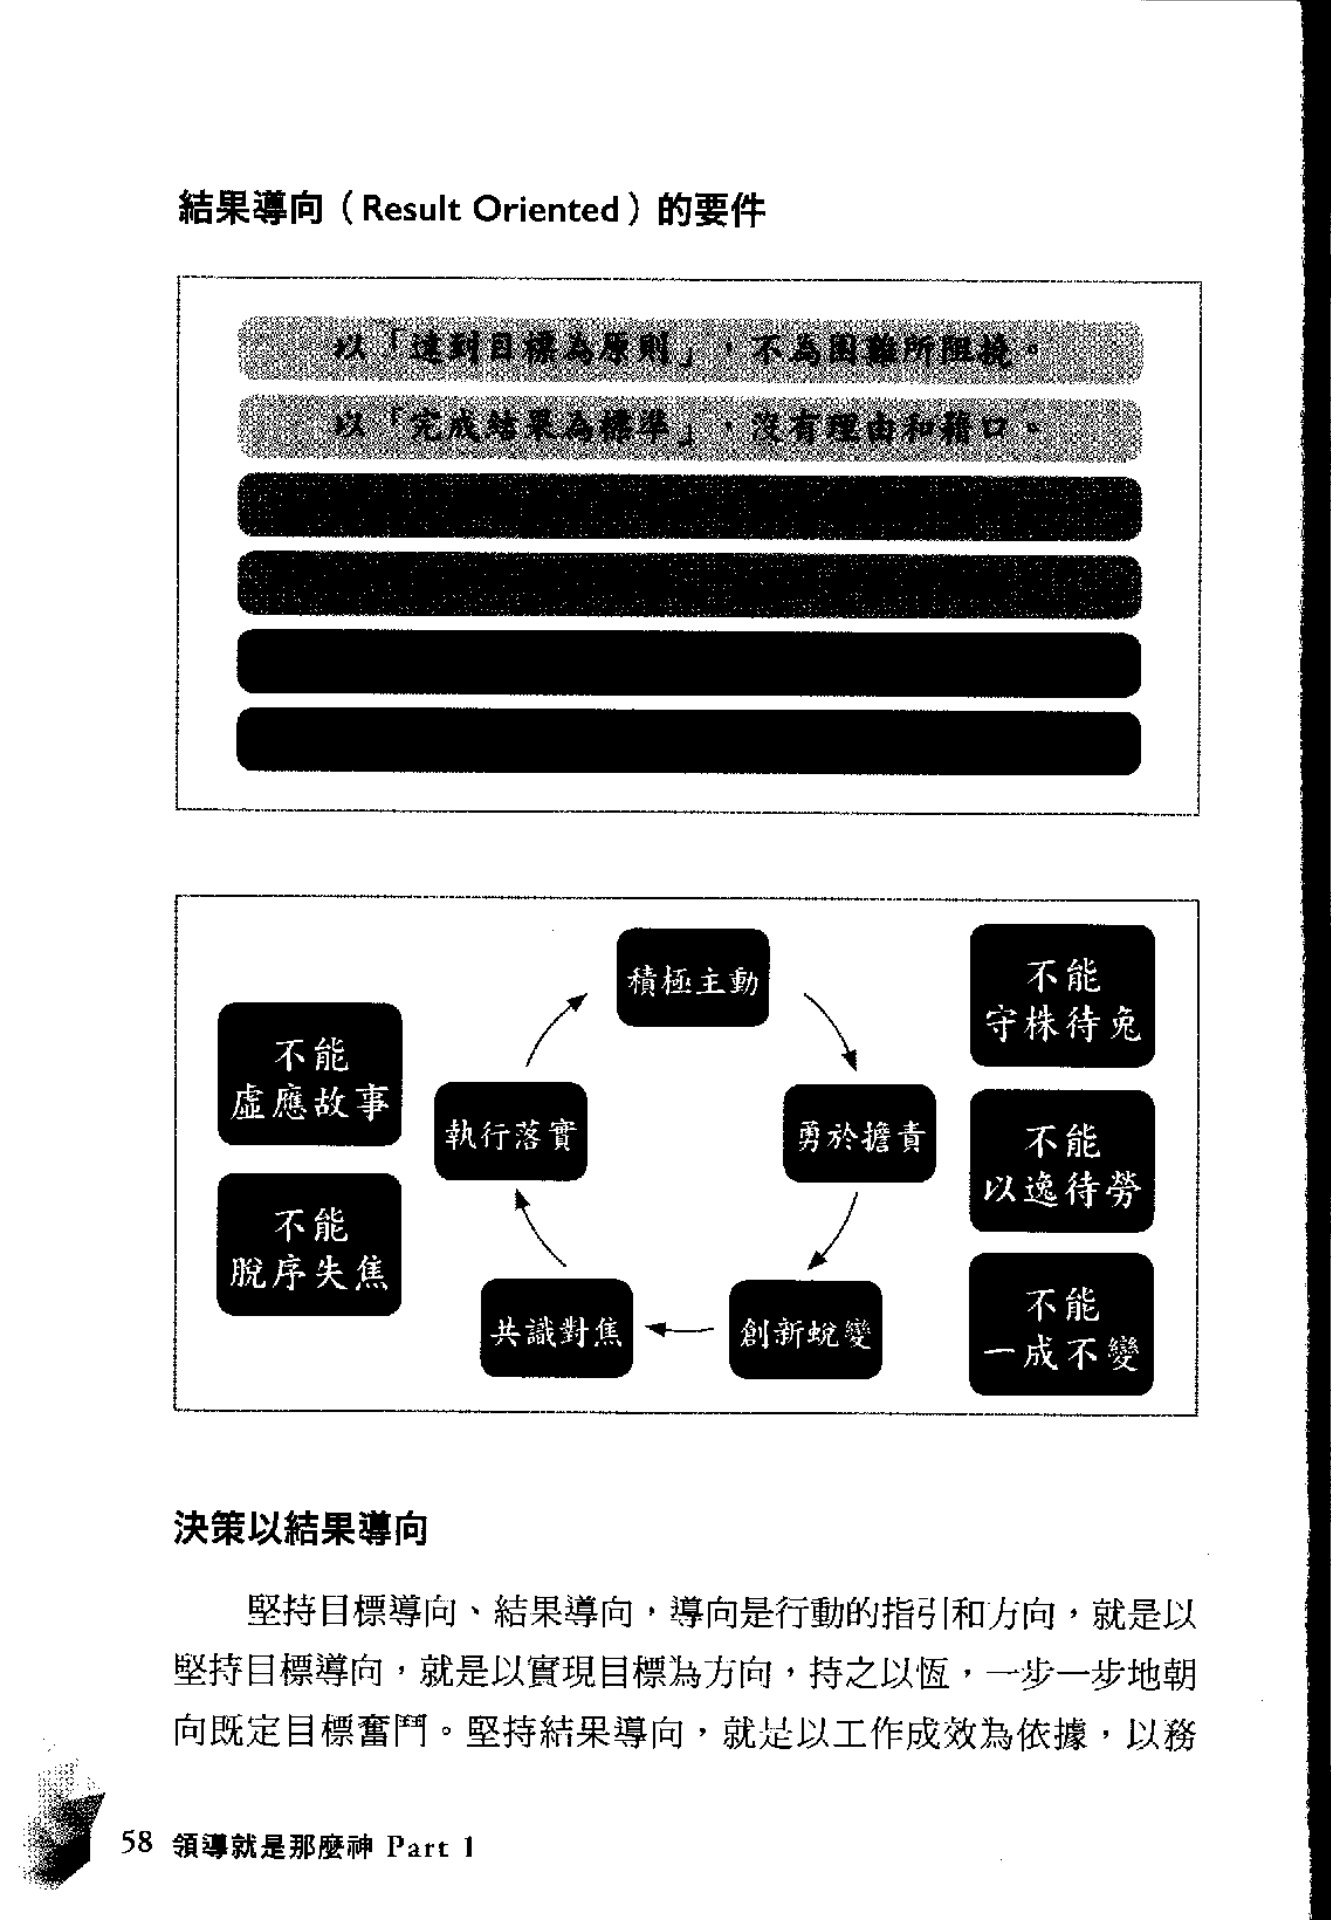 結果導向（Result Oriented）的要件
以「達到目標為原則」，不為困難所阻撓。
以「完成結果為標準」，沒有理由和藉口。
積極主動
不能
守株待兔
不能
虛應故事
執行落實
勇於擔責
不能
以逸待勞
不能
脫序失焦
共識對焦
創新蛻變
不能
一成不變
決策以結果導向
堅持目標導向、結果導向，導向是行動的指引和方向，就是以
堅持目標導向，就是以實現目標為方向，持之以恆，一步一步地朝
向既定目標奮鬥。堅持結果導向，就是以工作成效為依據，以務
58 領導就是那麼神 Part 1